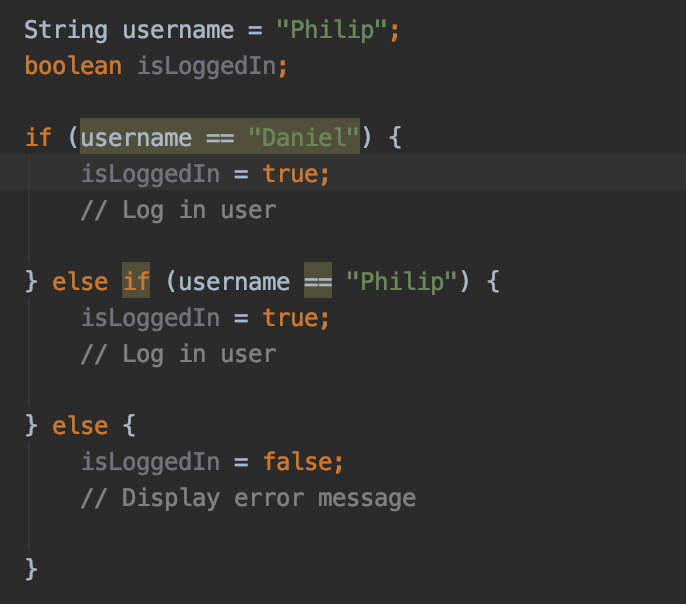 String username = "Philip";
boolean isLoggedIn;
if (username == "Daniel") {
isLoggedIn = true;
// Log in user
} else if (username == "Philip") {
isLoggedIn = true;
// Log in user
} else {
isLoggedIn = false;
// Display error message
}